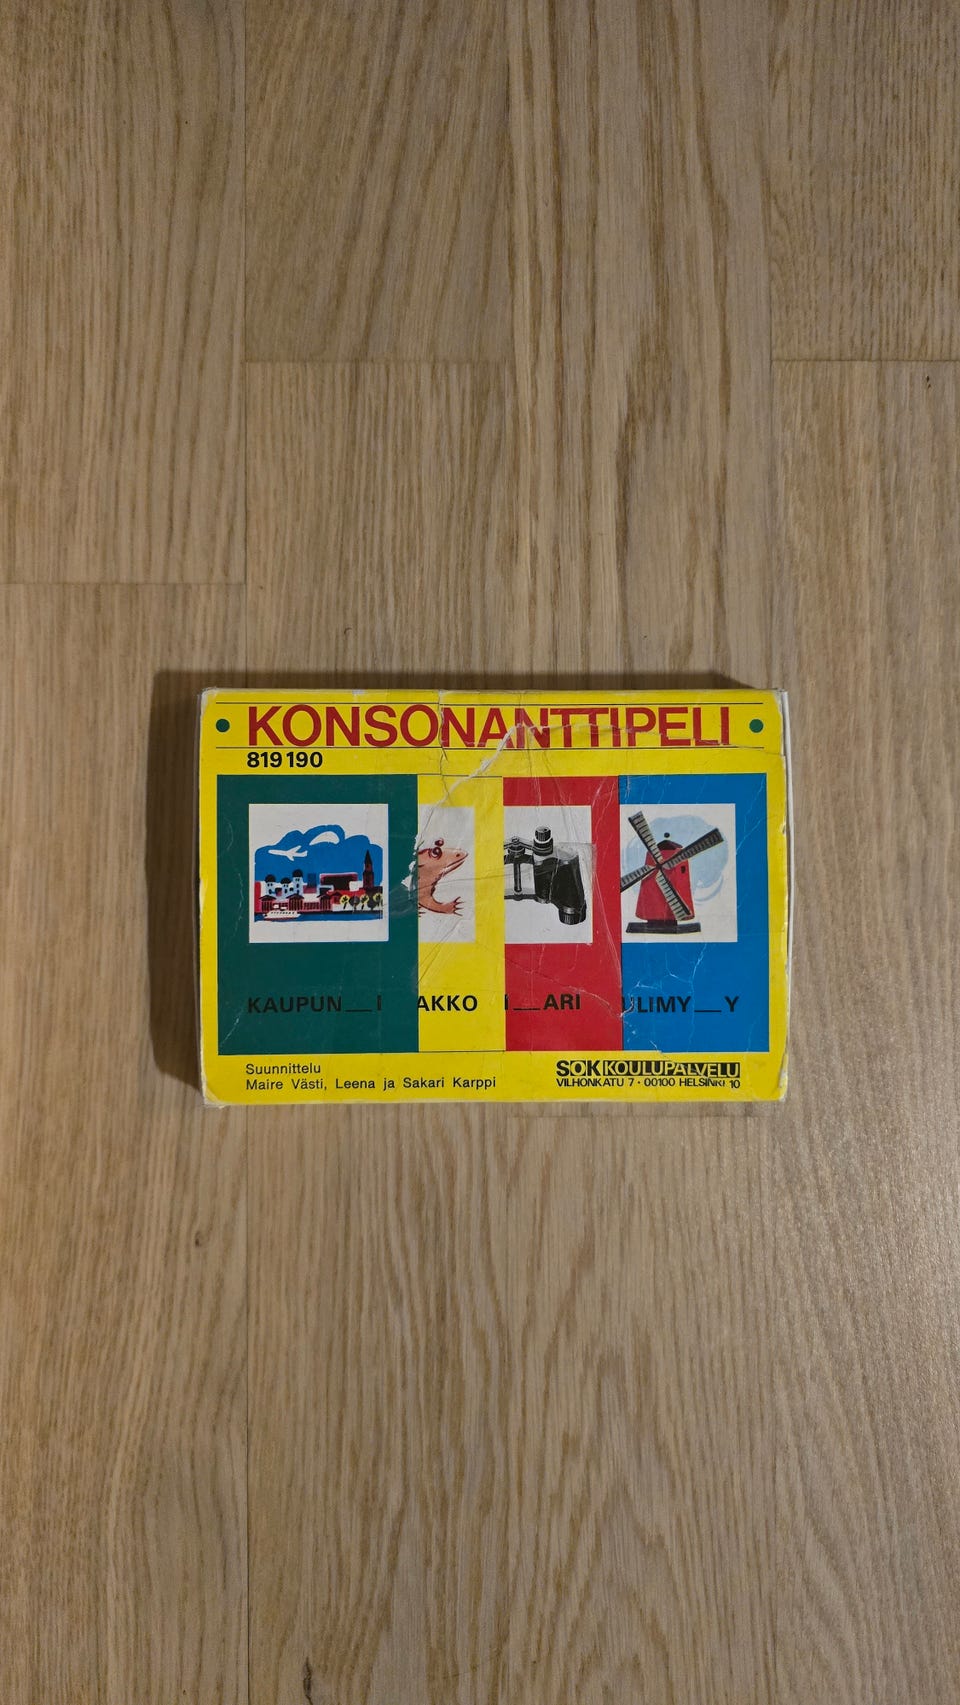 KONSONANTTIPELI
819 190
KAUPUN__I AKKO I__ARI ULIMY__Y
Suunnittelu
Maire Västi, Leena ja Sakari Karppi
SOK KOULUPALVELU
VILHONKATU 7 · 00100 HELSINKI 10